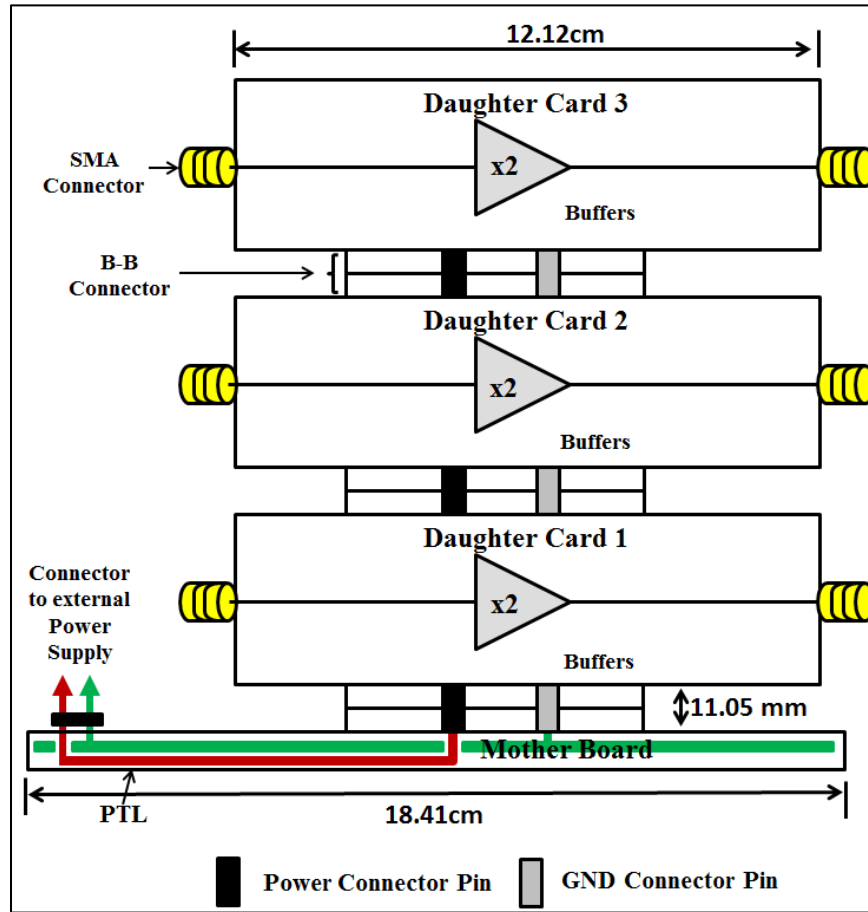 12.12cm
Daughter Card 3
SMA
Connector
x2
Buffers
B-B
Connector
Daughter Card 2
x2
Buffers
Daughter Card 1
Connector
to external
Power
Supply
x2
Buffers
11.05 mm
Mother Board
PTL
18.41cm
Power Connector Pin
GND Connector Pin